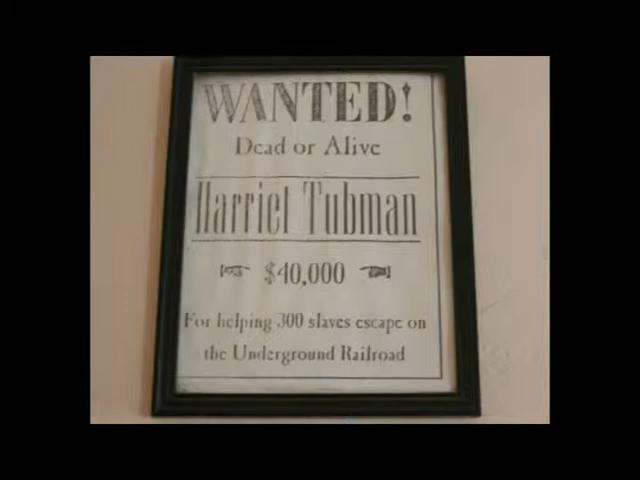 WANTED!
Dead or Alive
Harriet Tubman
$40,000
For helping 300 slaves escape on
the Underground Railroad